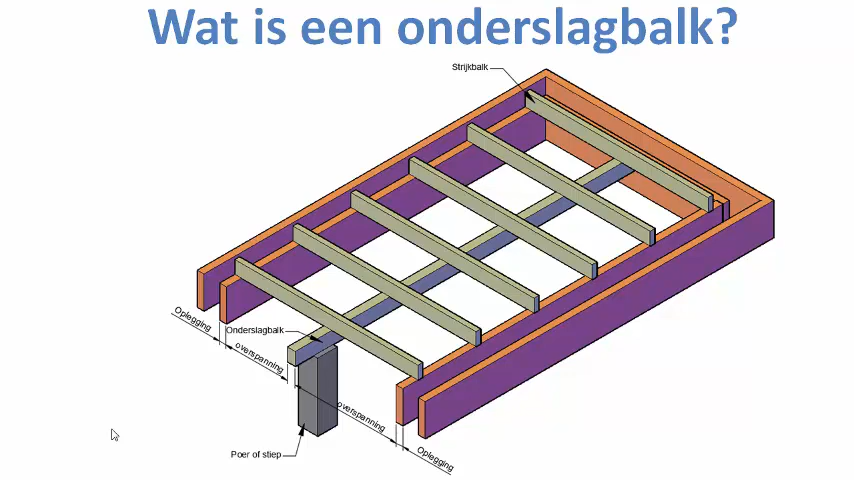 Wat is een onderslagbalk?
Strijkbalk
Oplegging
Onderslagbalk
overspanning
overspanning
Poer of stiep
Oplegging